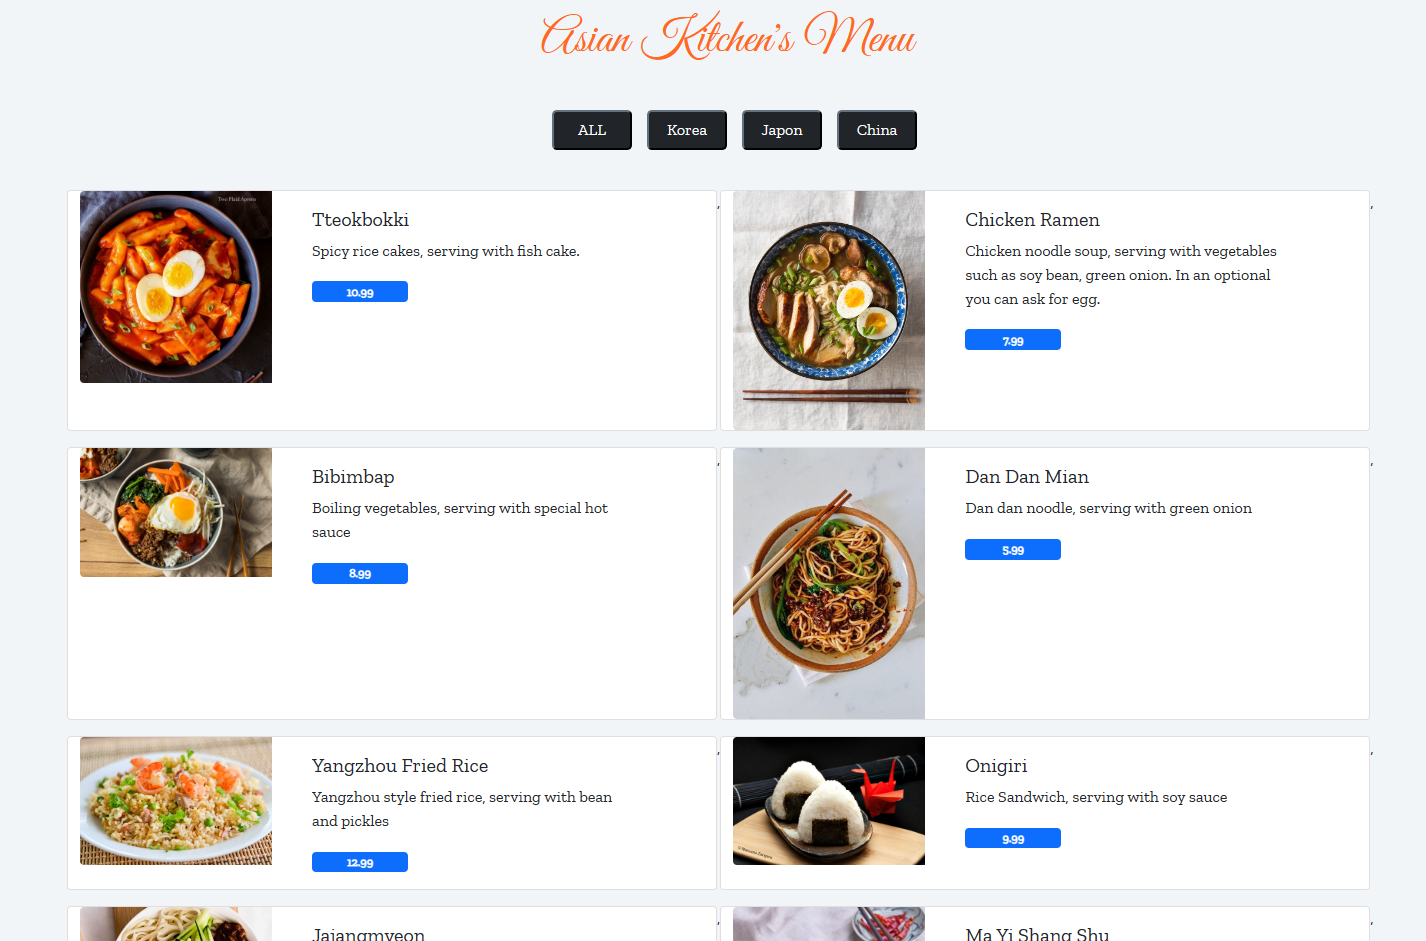 Asian Kitchen's Menu
ALL
Korea
Japon
China
Two Plaid Aprons
Tteokbokki
Spicy rice cakes, serving with fish cake.
10.99
,
Chicken Ramen
Chicken noodle soup, serving with vegetables
such as soy bean, green onion. In an optional
you can ask for egg.
7.99
,
Bibimbap
Boiling vegetables, serving with special hot
sauce
8.99
,
Dan Dan Mian
Dan dan noodle, serving with green onion
5.99
,
Yangzhou Fried Rice
Yangzhou style fried rice, serving with bean
and pickles
12.99
,
Onigiri
Rice Sandwich, serving with soy sauce
9.99
,
Jajangmyeon
,
Ma Yi Shang Shu
,